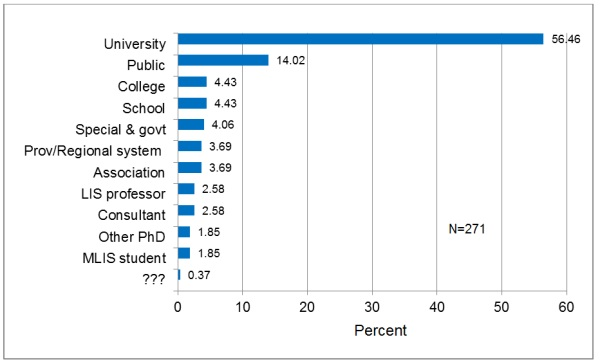 University 56.46
Public 14.02
College 4.43
School 4.43
Special & govt 4.06
Prov/Regional system 3.69
Association 3.69
LIS professor 2.58
Consultant 2.58
Other PhD 1.85
MLIS student 1.85
??? 0.37
N=271
0 10 20 30 40 50 60
Percent